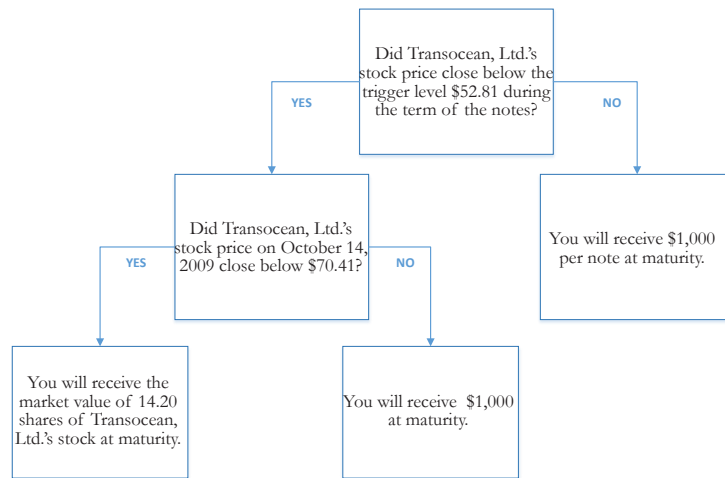 Did Transocean, Ltd.'s
stock price close below the
trigger level $52.81 during
the term of the notes?
YES
NO
Did Transocean, Ltd.'s
stock price on October 14,
2009 close below $70.41?
You will receive $1,000
per note at maturity.
YES
NO
You will receive the
market value of 14.20
shares of Transocean,
Ltd.'s stock at maturity.
You will receive $1,000
at maturity.